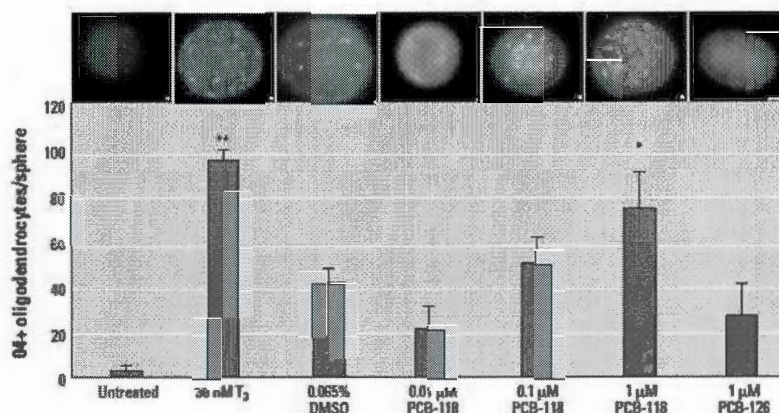 120
100
80
60
40
20
0
O4+ oligodendrocytes/sphere
**
*
Untreated
30 nM T3
0.065%
DMSO
0.01 µM
PCB-118
0.1 µM
PCB-118
1 µM
PCB-118
1 µM
PCB-126